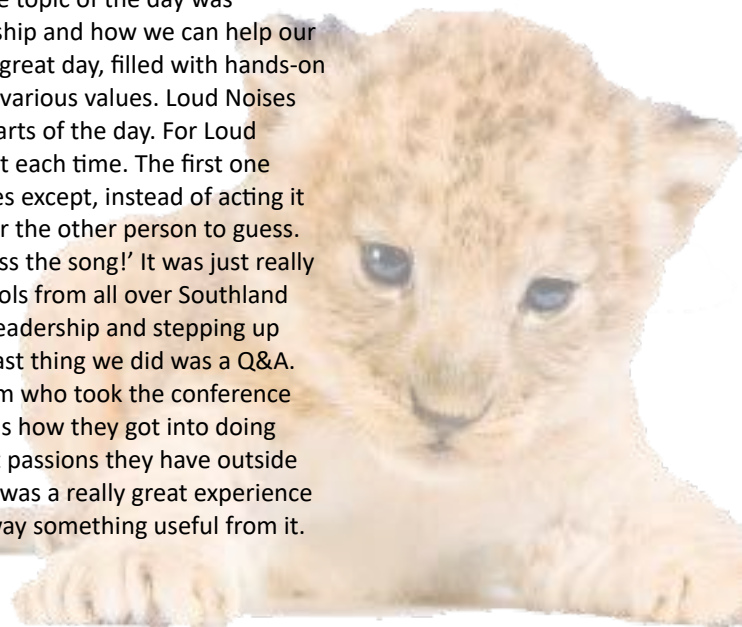 e topic of the day was
ship and how we can help our
great day, filled with hands-on
various values. Loud Noises
arts of the day. For Loud
t each time. The first one
es except, instead of acting it
r the other person to guess.
ss the song!’ It was just really
ols from all over Southland
eadership and stepping up
ast thing we did was a Q&A.
m who took the conference
s how they got into doing
t passions they have outside
was a really great experience
way something useful from it.